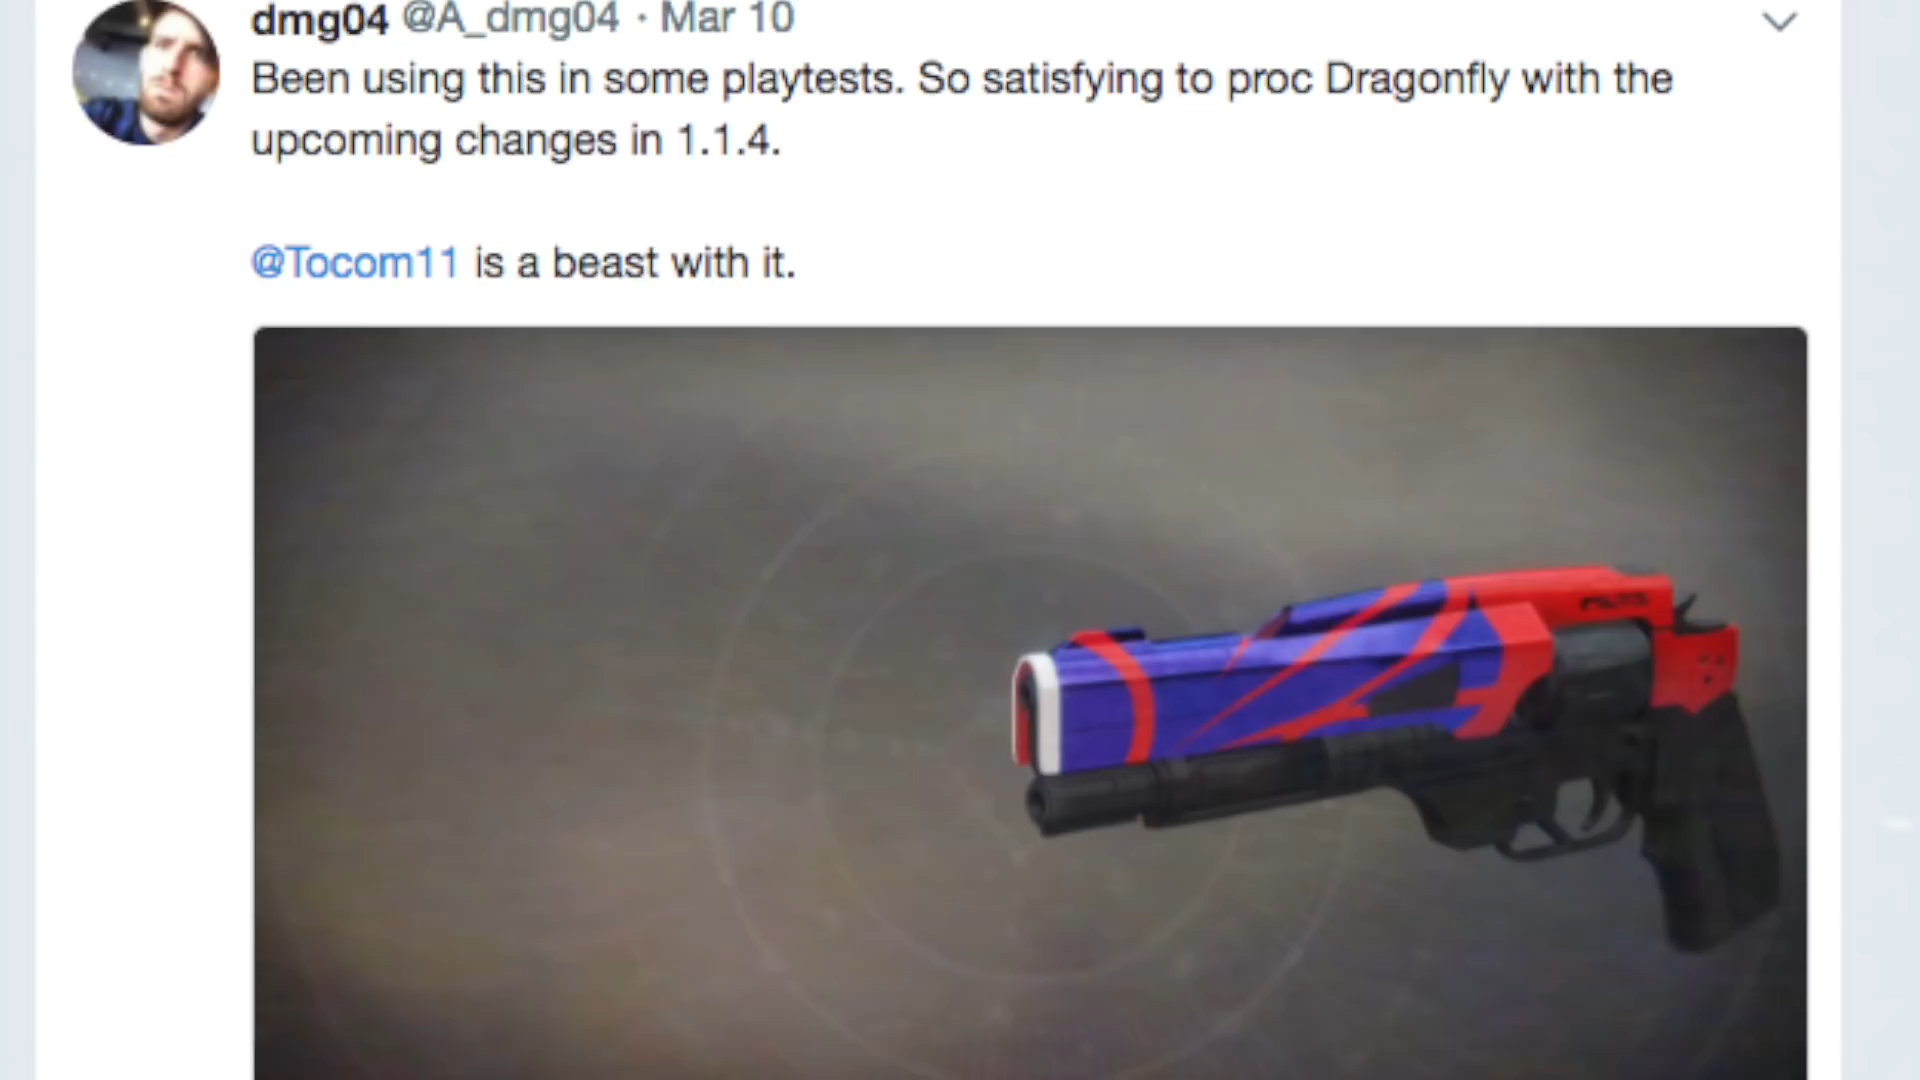 dmg04 @A_dmg04 · Mar 10
Been using this in some playtests. So satisfying to proc Dragonfly with the
upcoming changes in 1.1.4.
@Tocom11 is a beast with it.